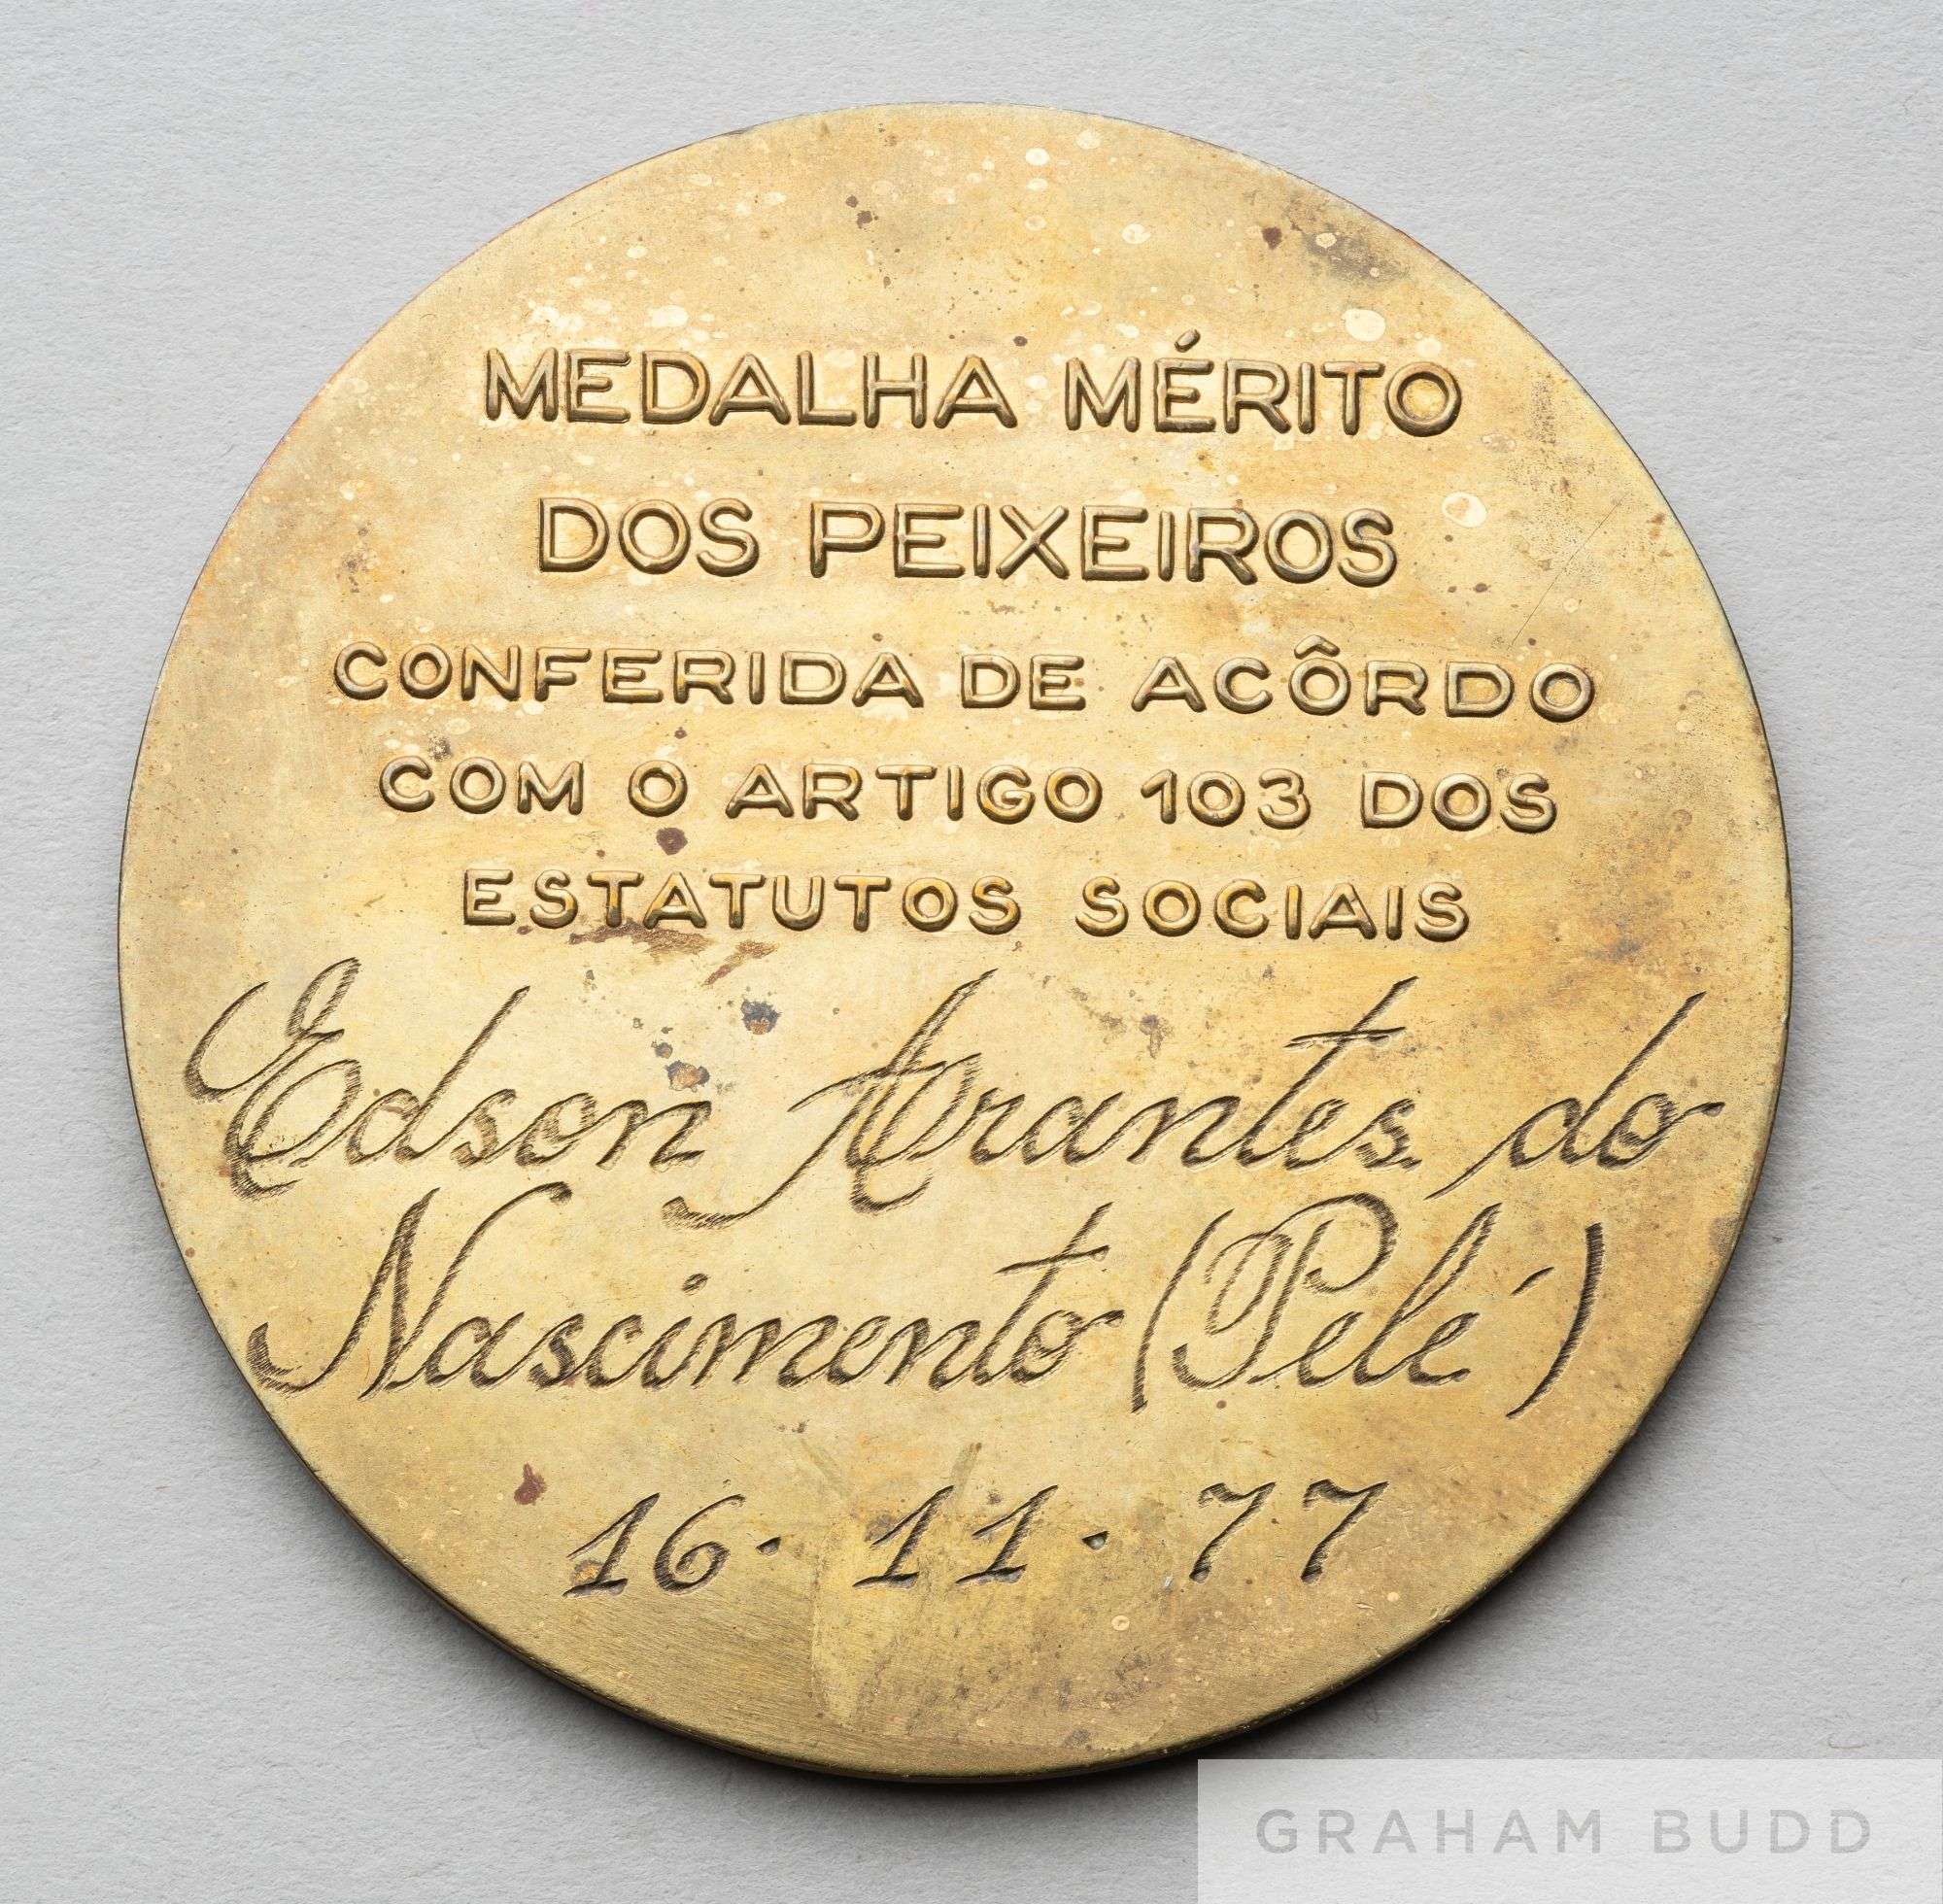 MEDALHA MÉRITO
DOS PEIXEIROS
CONFERIDA DE ACÔRDO
COM O ARTIGO 103 DOS
ESTATUTOS SOCIAIS
Edson Arantes do
Nascimento (Pelé)
16. 11. 77
GRAHAM BUDD